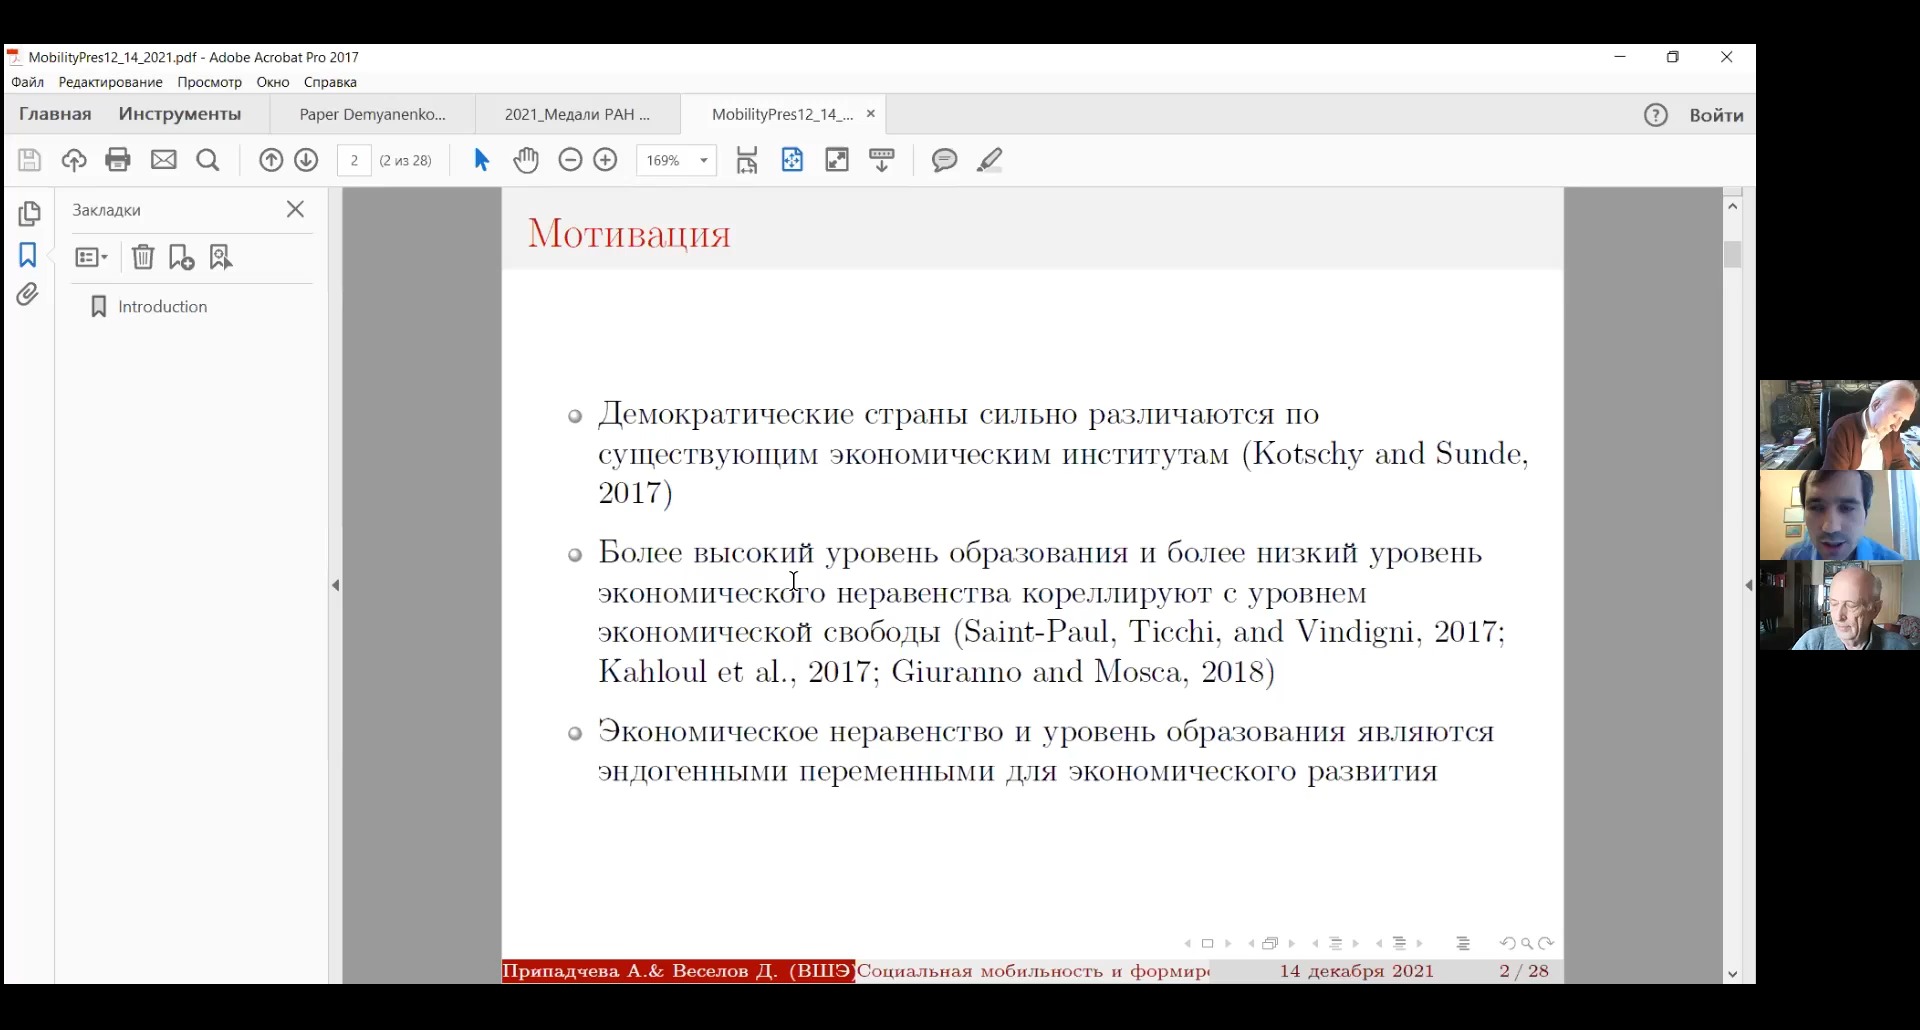 MobilityPres12_14_2021.pdf - Adobe Acrobat Pro 2017
Файл Редактирование Просмотр Окно Справка
Главная Инструменты Paper Demyanenko... 2021_Медали РАН ... MobilityPres12_14_... × ? Войти
2 (2 из 28) 169%
Закладки
Introduction
Мотивация
Демократические страны сильно различаются по
существующим экономическим институтам (Kotschy and Sunde,
2017)
Более высокий уровень образования и более низкий уровень
экономического неравенства кореллируют с уровнем
экономической свободы (Saint-Paul, Ticchi, and Vindigni, 2017;
Kahloul et al., 2017; Giuranno and Mosca, 2018)
Экономическое неравенство и уровень образования являются
эндогенными переменными для экономического развития
Припадчева А.& Веселов Д. (ВШЭ) Социальная мобильность и формиро 14 декабря 2021 2 / 28